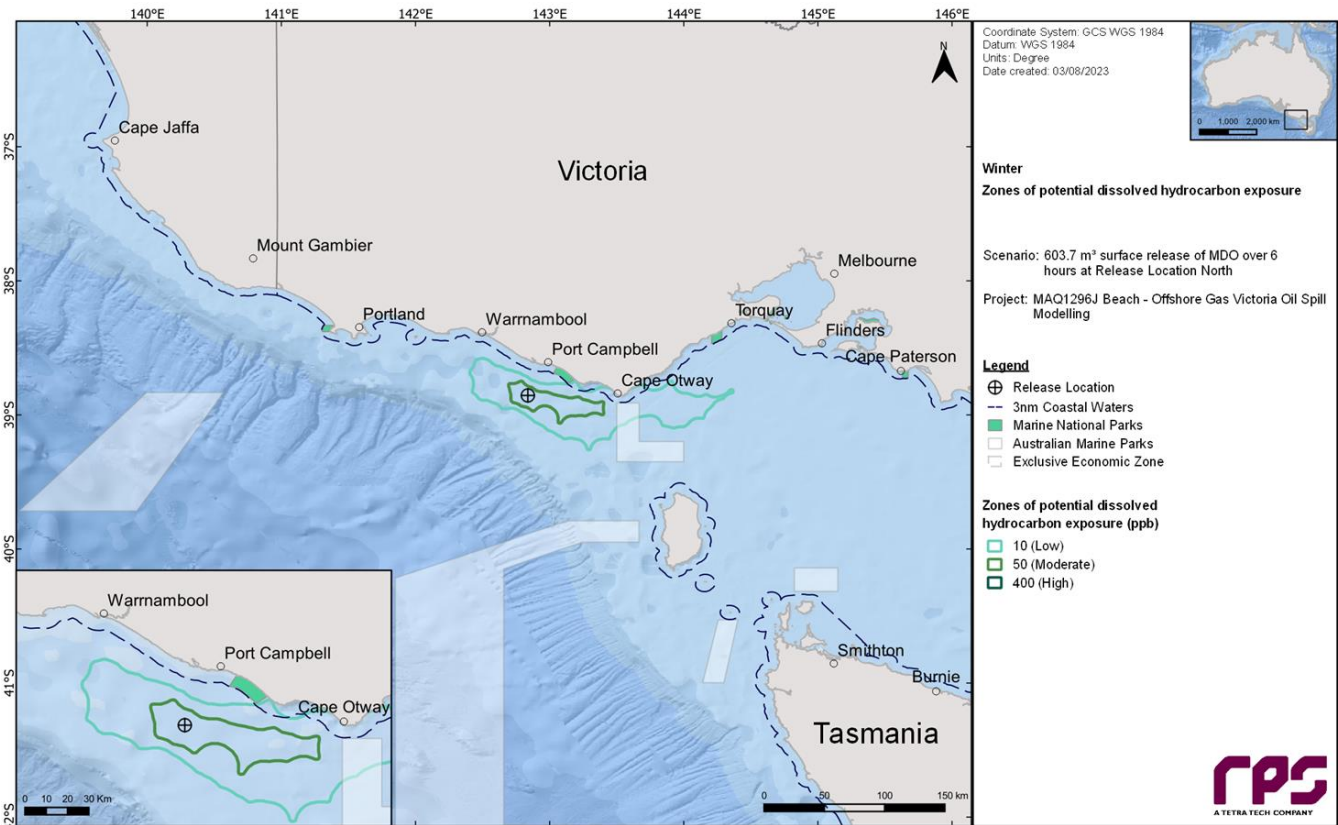 140°E 141°E 142°E 143°E 144°E 145°E 146°E
37°S
38°S
39°S
40°S
41°S
2°S
N
Cape Jaffa
Victoria
Mount Gambier
Melbourne
Portland
Warrnambool
Torquay
Flinders
Port Campbell
Cape Paterson
Cape Otway
Smithton
Burnie
Tasmania
0 50 100 150 km
Warrnambool
Port Campbell
Cape Otway
0 10 20 30 Km
Coordinate System: GCS WGS 1984
Datum: WGS 1984
Units: Degree
Date created: 03/08/2023
0 1,000 2,000 km
Winter
Zones of potential dissolved hydrocarbon exposure
Scenario: 603.7 m³ surface release of MDO over 6
hours at Release Location North
Project: MAQ1296J Beach - Offshore Gas Victoria Oil Spill
Modelling
Legend
Release Location
3nm Coastal Waters
Marine National Parks
Australian Marine Parks
Exclusive Economic Zone
Zones of potential dissolved
hydrocarbon exposure (ppb)
10 (Low)
50 (Moderate)
400 (High)
rps
A TETRA TECH COMPANY